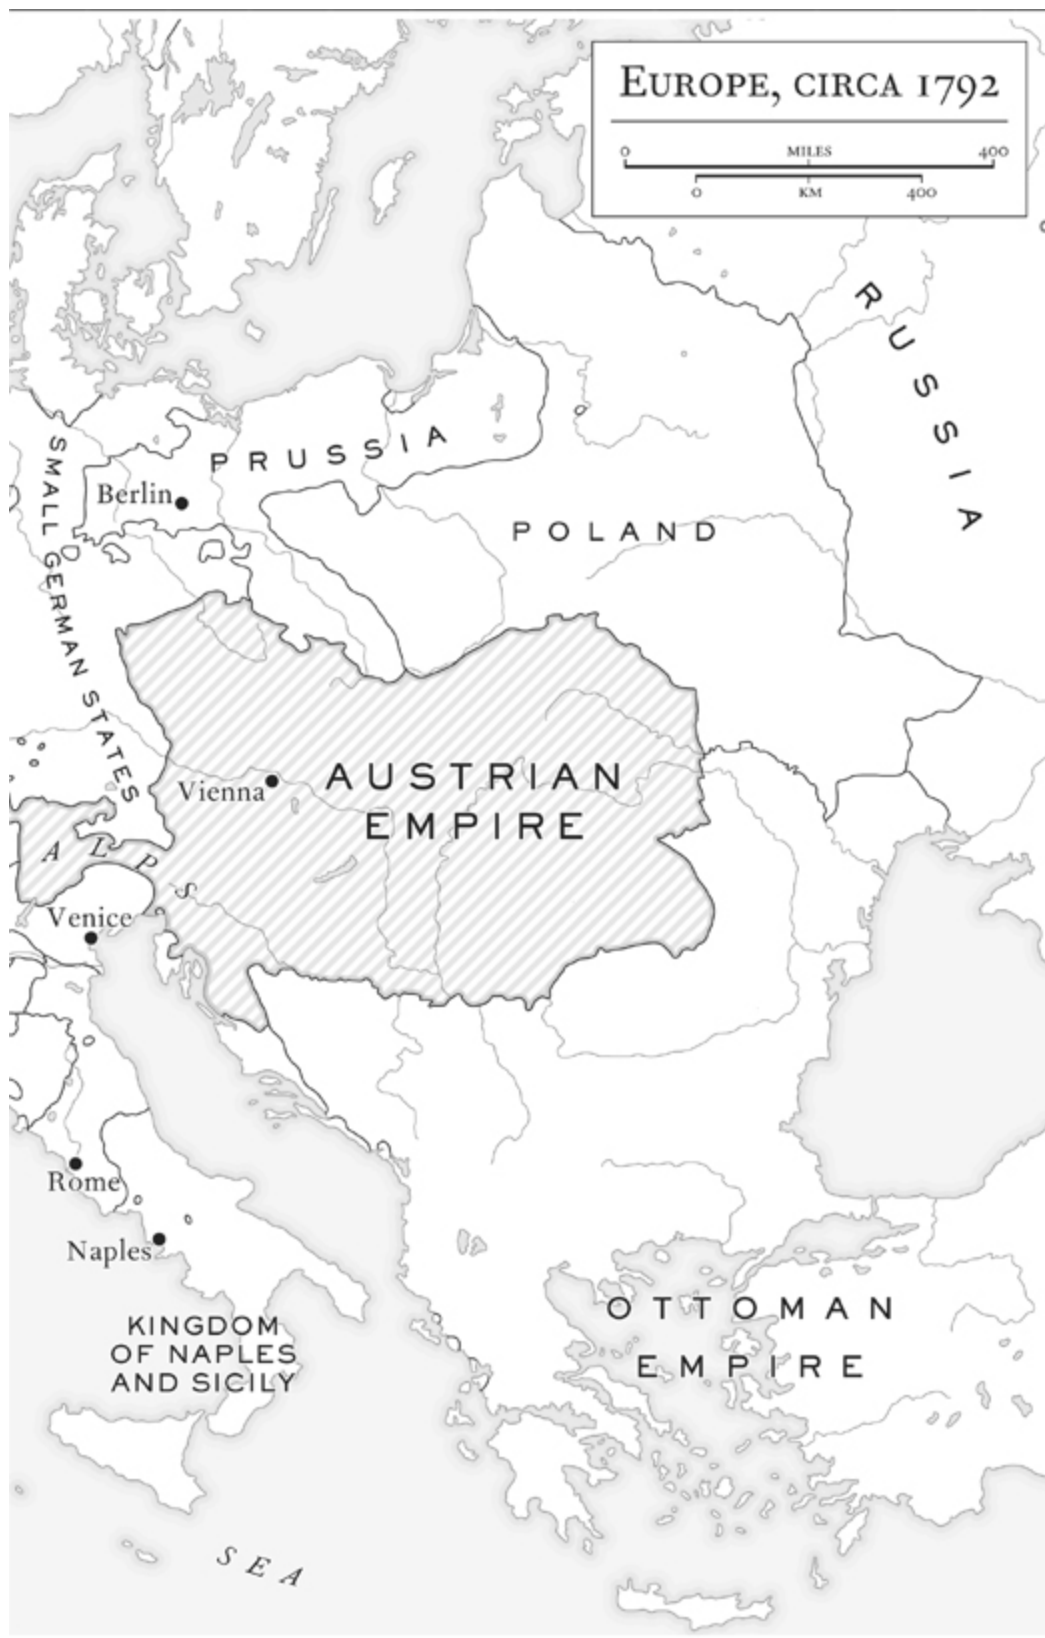 EUROPE, CIRCA 1792
0 MILES 400
0 KM 400
RUSSIA
PRUSSIA
SMALL GERMAN STATES
Berlin
POLAND
AUSTRIAN
EMPIRE
Vienna
ALPS
Venice
Rome
Naples
KINGDOM
OF NAPLES
AND SICILY
OTTOMAN
EMPIRE
SEA